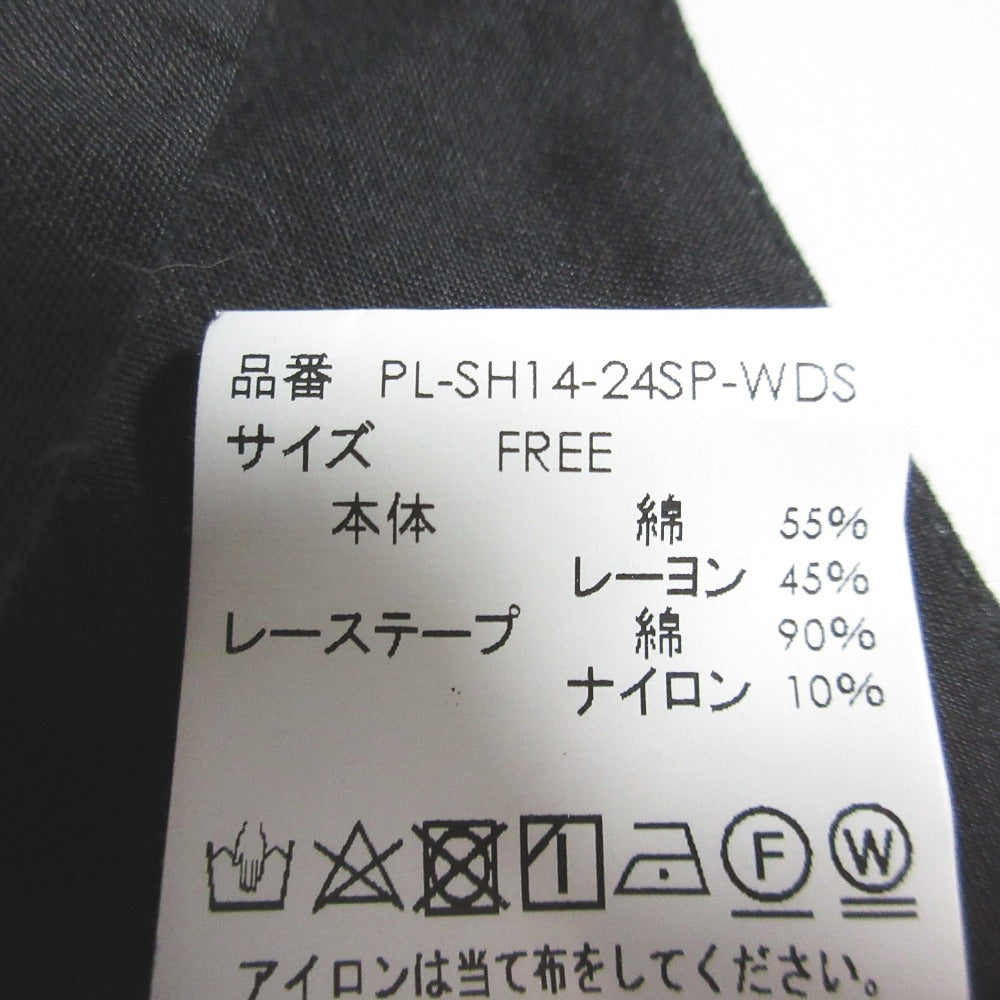 品番 PL-SH14-24SP-WDS
サイズ FREE
本体 綿 55%
レーヨン 45%
レーステープ 綿 90%
ナイロン 10%
F W
アイロンは当て布をしてください。